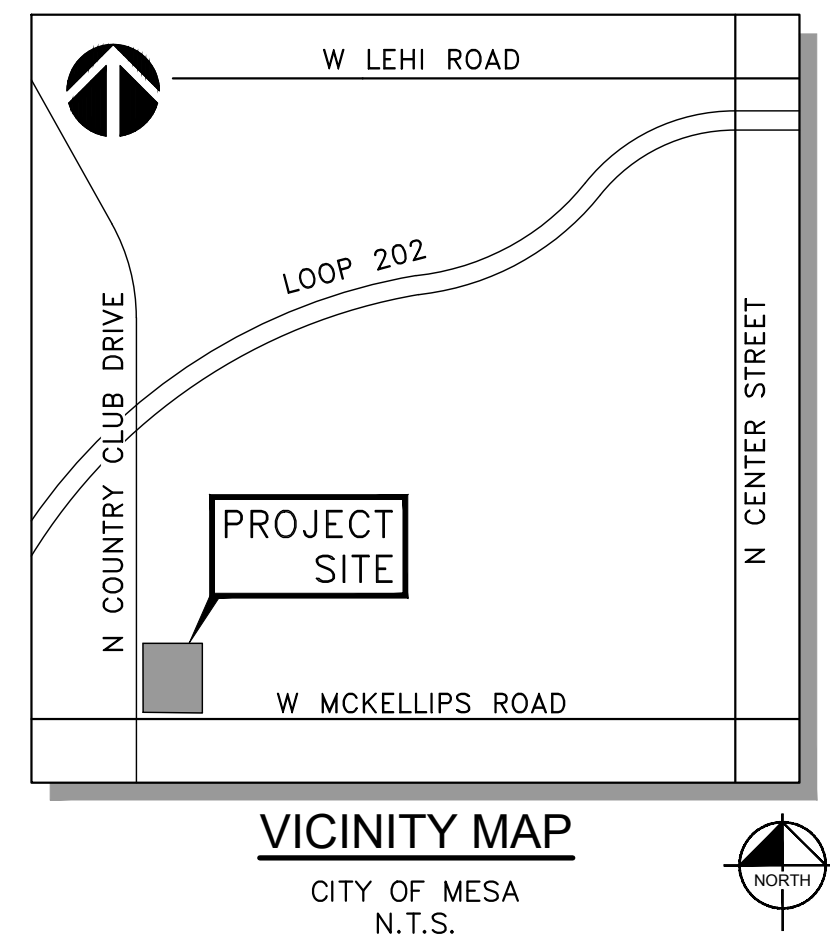 W LEHI ROAD
LOOP 202
N COUNTRY CLUB DRIVE
N CENTER STREET
PROJECT
SITE
W MCKELLIPS ROAD
VICINITY MAP
CITY OF MESA
N.T.S.
NORTH